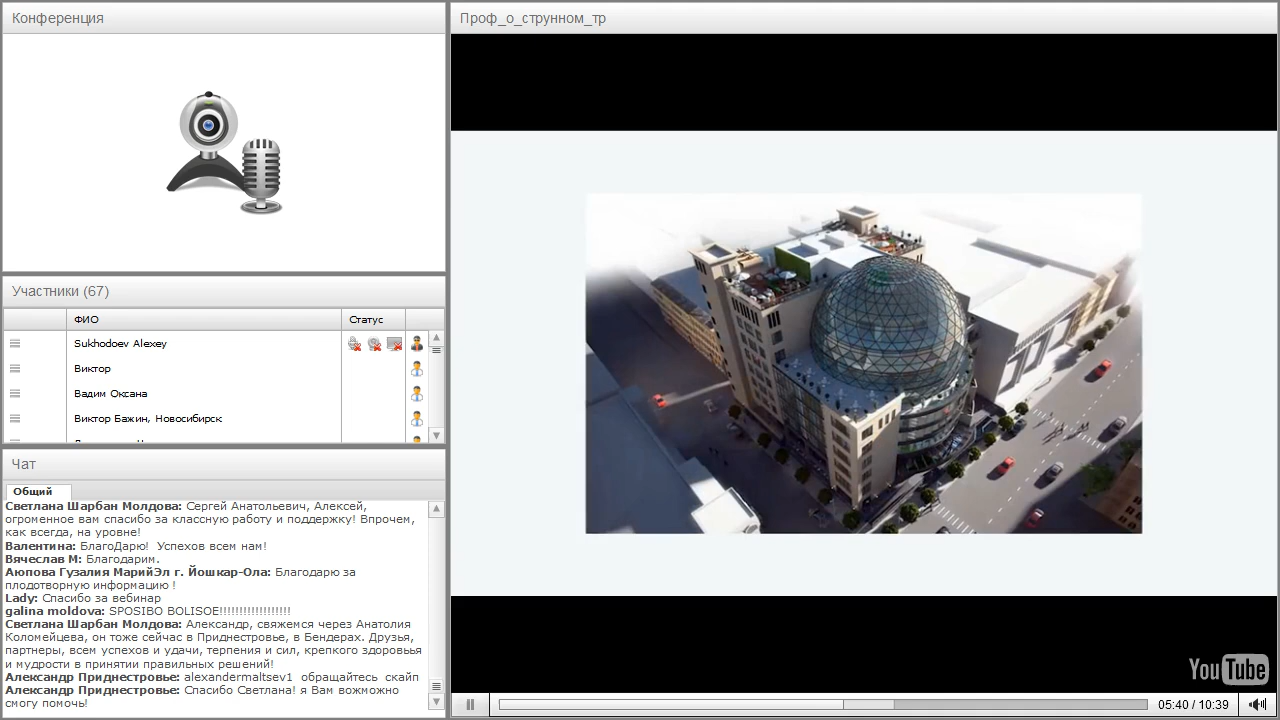 Конференция
Участники (67)
ФИО
Статус
Sukhodoev Alexey
Виктор
Вадим Оксана
Виктор Бажин, Новосибирск
Чат
Общий
Светлана Шарбан Молдова: Сергей Анатольевич, Алексей,
огроменное вам спасибо за классную работу и поддержку! Впрочем,
как всегда, на уровне!
Валентина: БлагоДарю!  Успехов всем нам!
Вячеслав М: Благодарим.
Аюпова Гузалия МарийЭл г. Йошкар-Ола: Благодарю за
плодотворную информацию !
Lady: Спасибо за вебинар
galina moldova: SPOSIBO BOLISOE!!!!!!!!!!!!!!!!!!
Светлана Шарбан Молдова: Александр, свяжемся через Анатолия
Коломейцева, он тоже сейчас в Приднестровье, в Бендерах. Друзья,
партнеры, всем успехов и удачи, терпения и сил, крепкого здоровья
и мудрости в принятии правильных решений!
Александр Приднестровье: alexandermaltsev1  обращайтесь  скайп
Александр Приднестровье: Спасибо Светлана! я Вам вожможно
смогу помочь!
Проф_о_струнном_тр
YouTube
05:40 / 10:39